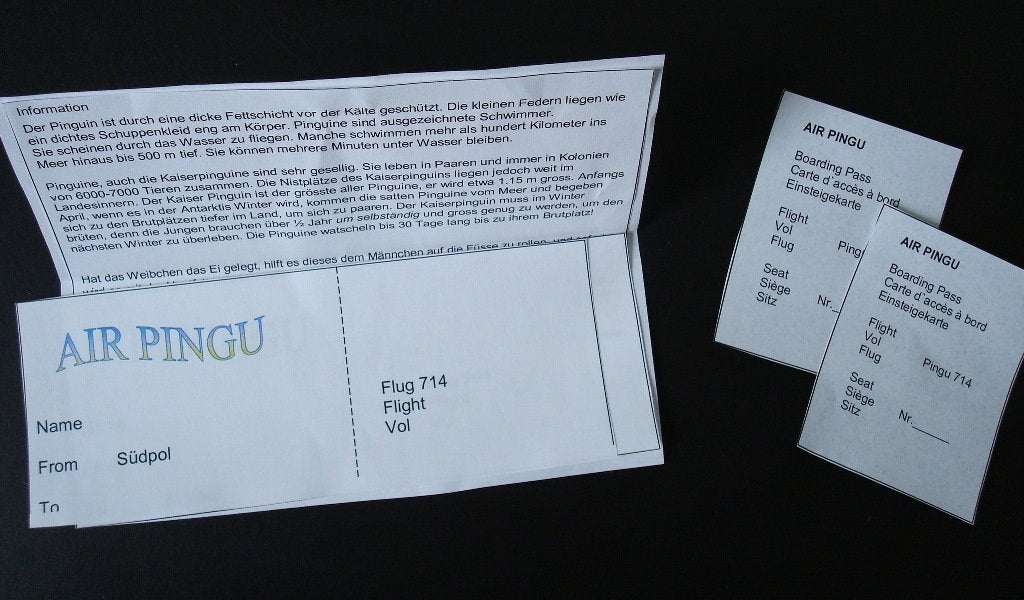 Information
Der Pinguin ist durch eine dicke Fettschicht vor der Kälte geschützt. Die kleinen Federn liegen wie
ein dichtes Schuppenkleid eng am Körper. Pinguine sind ausgezeichnete Schwimmer.
Sie scheinen durch das Wasser zu fliegen. Manche schwimmen mehr als hundert Kilometer ins
Meer hinaus bis 500 m tief. Sie können mehrere Minuten unter Wasser bleiben.
Pinguine, auch die Kaiserpinguine sind sehr gesellig. Sie leben in Paaren und immer in Kolonien
von 6000-7000 Tieren zusammen. Die Nistplätze des Kaiserpinguins liegen jedoch weit im
Landesinnern. Der Kaiser Pinguin ist der grösste aller Pinguine, er wird etwa 1.15 m gross. Anfangs
April, wenn es in der Antarktis Winter wird, kommen die satten Pinguine vom Meer und begeben
sich zu den Brutplätzen tiefer im Land, um sich zu paaren. Der Kaiserpinguin muss im Winter
brüten, denn die Jungen brauchen über ½ Jahr um selbständig und gross genug zu werden, um den
nächsten Winter zu überleben. Die Pinguine watscheln bis 30 Tage lang bis zu ihrem Brutplatz!
Hat das Weibchen das Ei gelegt, hilft es dieses dem Männchen auf die Füsse zu rollen, und
AIR PINGU
Name
From Südpol
To
Flug 714
Flight
Vol
AIR PINGU
Boarding Pass
Carte d'accès à bord
Einsteigekarte
Flight
Vol Ping
Flug
Seat
Siège Nr._
Sitz
AIR PINGU
Boarding Pass
Carte d'accès à bord
Einsteigekarte
Flight
Vol Pingu 714
Flug
Seat
Siège Nr.______
Sitz